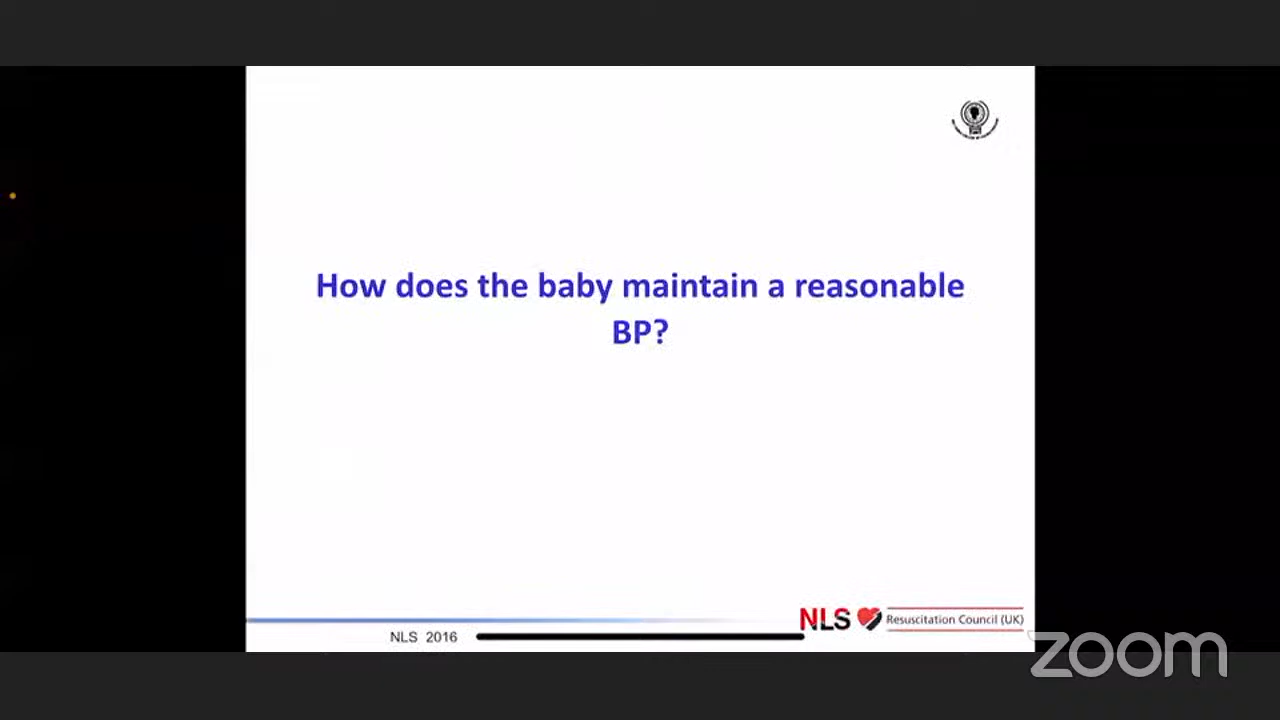 How does the baby maintain a reasonable
BP?
NLS Resuscitation Council (UK)
NLS 2016
zoom